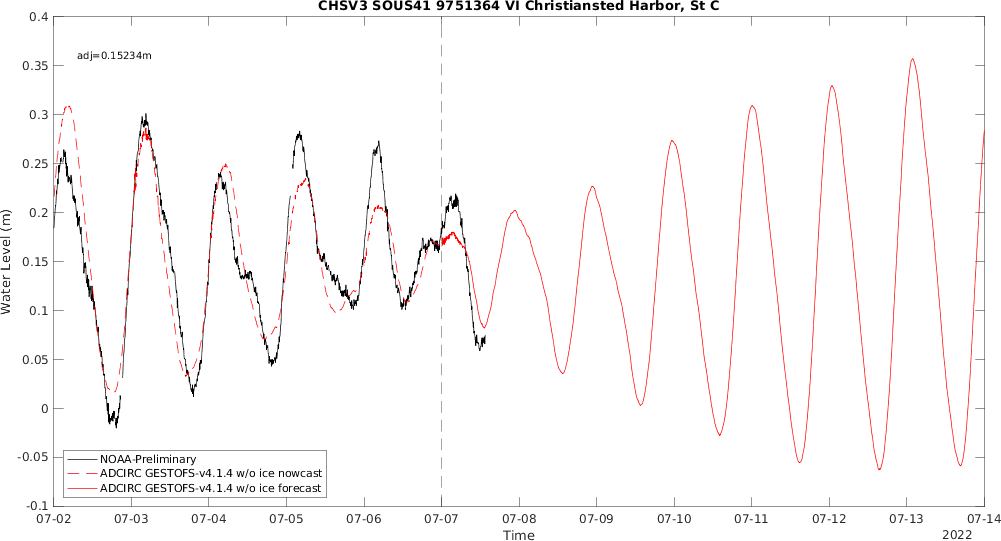 CHSV3 SOUS41 9751364 VI Christiansted Harbor, St C
adj=0.15234m
0.4
0.35
0.3
0.25
0.2
0.15
0.1
0.05
0
-0.05
-0.1
Water Level (m)
NOAA-Preliminary
ADCIRC GESTOFS-v4.1.4 w/o ice nowcast
ADCIRC GESTOFS-v4.1.4 w/o ice forecast
07-02 07-03 07-04 07-05 07-06 07-07 07-08 07-09 07-10 07-11 07-12 07-13 07-14
Time
2022